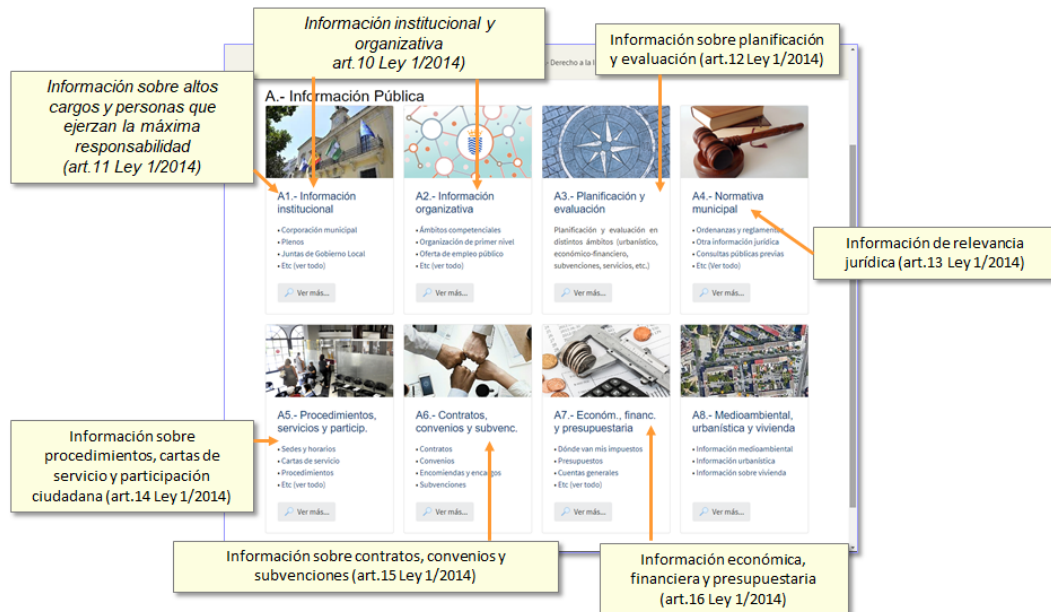 Información institucional y
organizativa
art.10 Ley 1/2014)
Información sobre planificación
y evaluación (art.12 Ley 1/2014)
- Derecho a la I
Información sobre altos
cargos y personas que
ejerzan la máxima
responsabilidad
(art.11 Ley 1/2014)
A.- Información Pública
A1.- Información
institucional
• Corporación municipal
• Plenos
• Juntas de Gobierno Local
• Etc (ver todo)
Ver más...
A2.- Información
organizativa
• Ámbitos competenciales
• Organización de primer nivel
• Oferta de empleo público
• Etc (ver todo)
Ver más...
A3.- Planificación y
evaluación
Planificación y evaluación en
distintos ámbitos (urbanístico,
económico-financiero,
subvenciones, servicios, etc.)
Ver más...
A4.- Normativa
municipal
• Ordenanzas y reglamentos
• Otra información jurídica
• Consultas públicas previas
• Etc (Ver todo)
Ver más...
Información de relevancia
jurídica (art.13 Ley 1/2014)
A5.- Procedimientos,
servicios y particip.
• Sedes y horarios
• Cartas de servicio
• Procedimientos
• Etc (ver todo)
Ver más...
A6.- Contratos,
convenios y subvenc.
• Contratos
• Convenios
• Encomiendas y encargos
• Subvenciones
Ver más...
A7.- Económ., financ.
y presupuestaria
• Dónde van mis impuestos
• Presupuestos
• Cuentas generales
• Etc (ver todo)
Ver más...
A8.- Medioambiental,
urbanística y vivienda
• Información medioambiental
• Información urbanística
• Información sobre vivienda
Ver más...
Información sobre
procedimientos, cartas de
servicio y participación
ciudadana (art.14 Ley 1/2014)
Información sobre contratos, convenios y
subvenciones (art.15 Ley 1/2014)
Información económica,
financiera y presupuestaria
(art.16 Ley 1/2014)